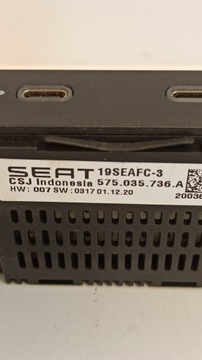 SEAT 19SEAFC-3
CSJ Indonesia 575.035.736.A
HW: 007 SW: 0317 01.12.20
20036